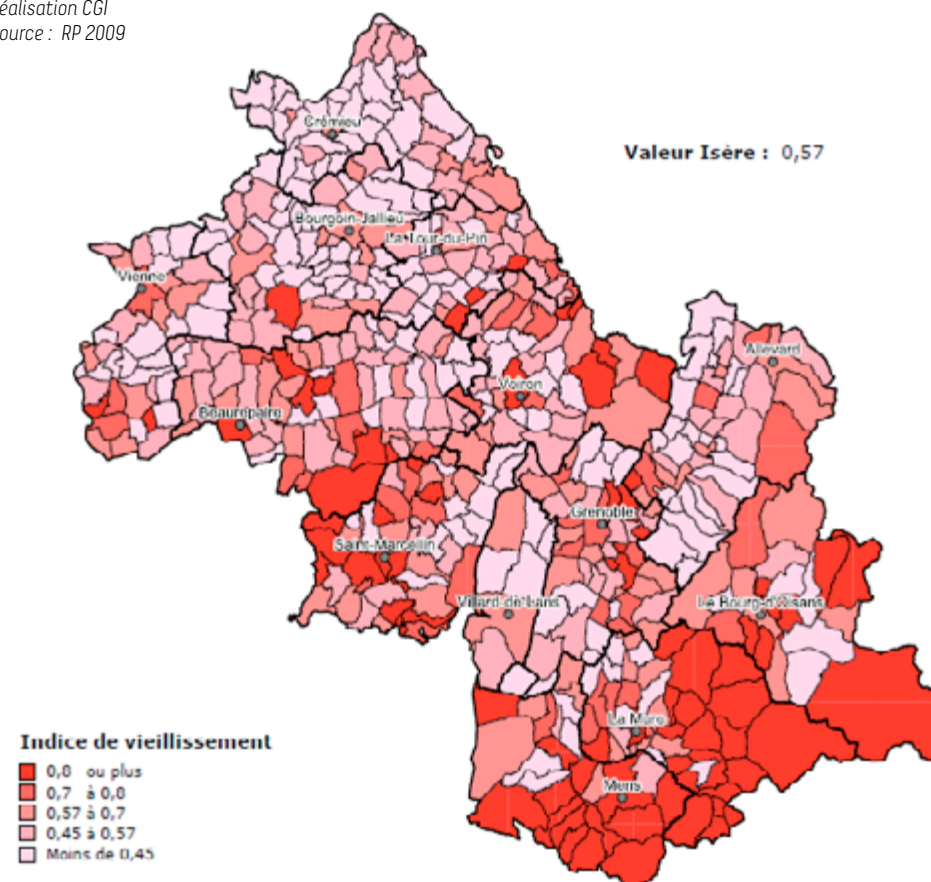 éalisation CGI
ource : RP 2009
Valeur Isère : 0,57
Crémieu
Bourgoin-Jallieu
La Tour-du-Pin
Vienne
Allevard
Voiron
Beaurepaire
Grenoble
Saint-Marcellin
Villard-de-Lans
Le Bourg-d'Oisans
La Mure
Mens
Indice de vieillissement
0,8 ou plus
0,7 à 0,8
0,57 à 0,7
0,45 à 0,57
Moins de 0,45